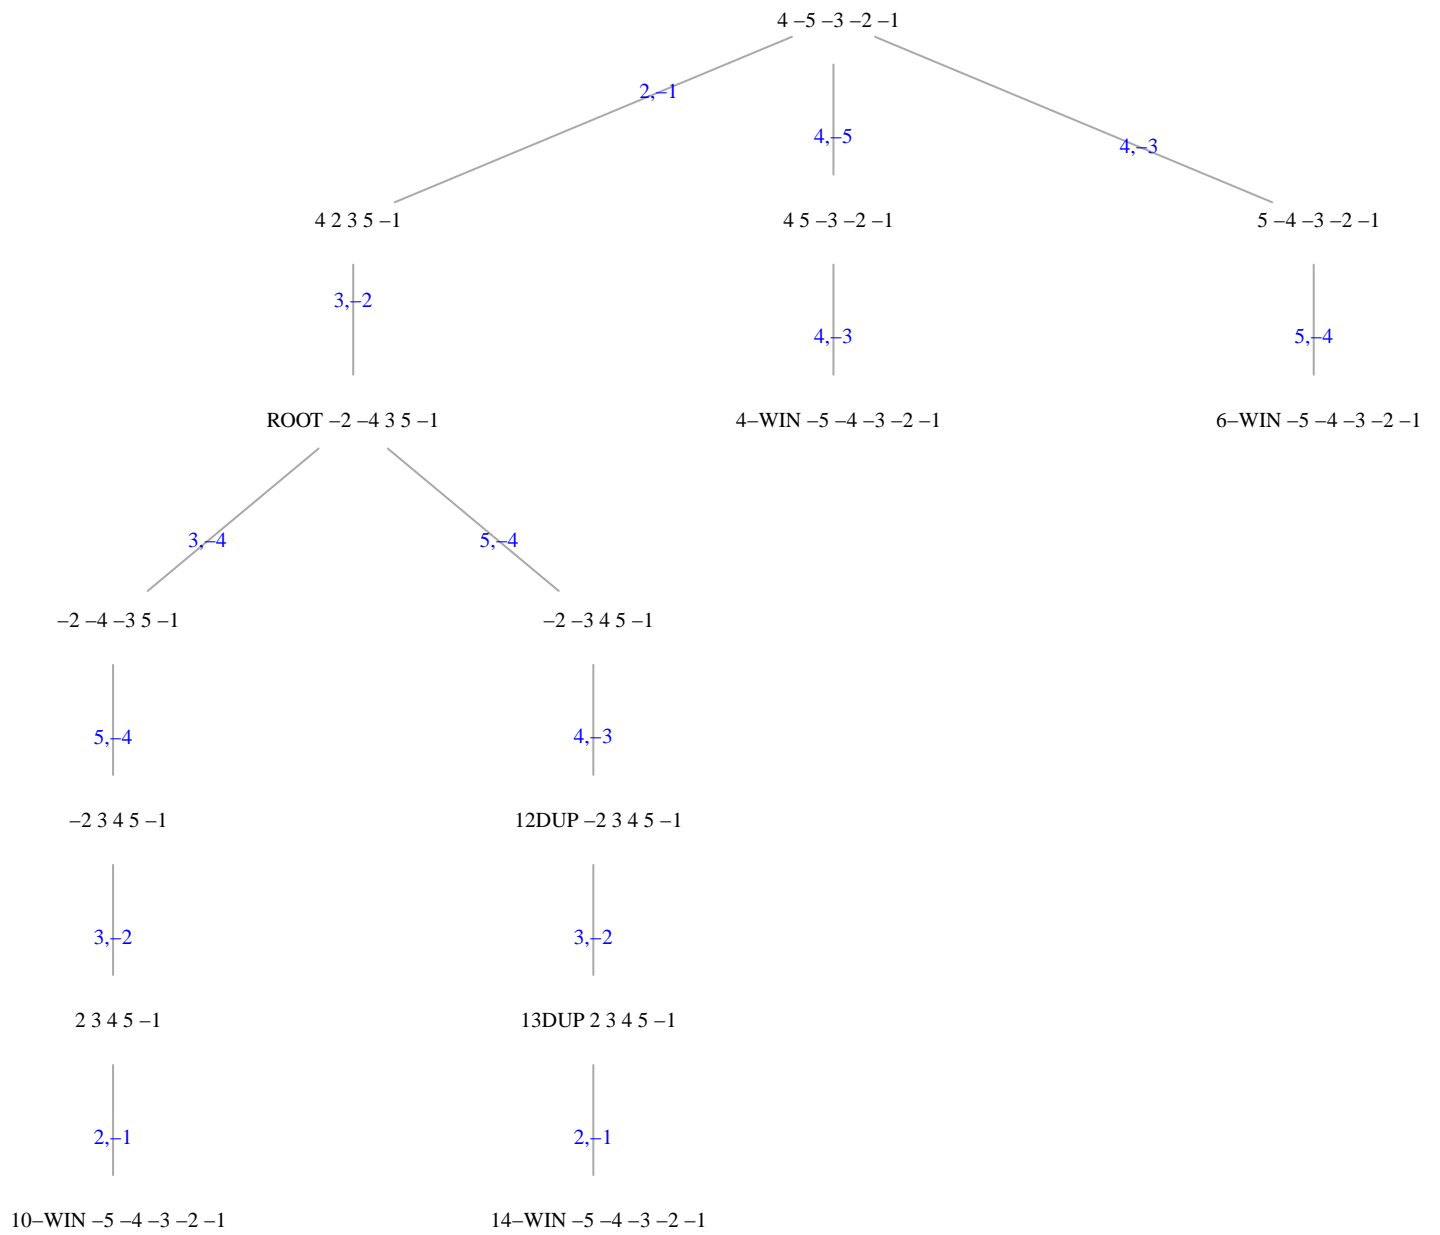 4 –5 –3 –2 –1
2,–1
4,–5
4,–3
4 2 3 5 –1
4 5 –3 –2 –1
5 –4 –3 –2 –1
3,–2
4,–3
5,–4
ROOT –2 –4 3 5 –1
4–WIN –5 –4 –3 –2 –1
6–WIN –5 –4 –3 –2 –1
3,–4
5,–4
–2 –4 –3 5 –1
–2 –3 4 5 –1
5,–4
4,–3
–2 3 4 5 –1
12DUP –2 3 4 5 –1
3,–2
3,–2
2 3 4 5 –1
13DUP 2 3 4 5 –1
2,–1
2,–1
10–WIN –5 –4 –3 –2 –1
14–WIN –5 –4 –3 –2 –1